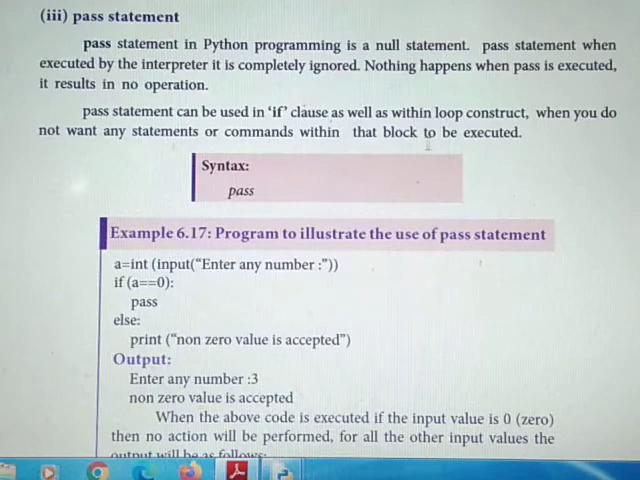 (iii) pass statement
pass statement in Python programming is a null statement. pass statement when
executed by the interpreter it is completely ignored. Nothing happens when pass is executed,
it results in no operation.
pass statement can be used in ‘if’ clause as well as within loop construct, when you do
not want any statements or commands within that block to be executed.
Syntax:
pass
Example 6.17: Program to illustrate the use of pass statement
a=int (input(“Enter any number :”))
if (a==0):
pass
else:
print (“non zero value is accepted”)
Output:
Enter any number :3
non zero value is accepted
When the above code is executed if the input value is 0 (zero)
then no action will be performed, for all the other input values the
output will be as follows: